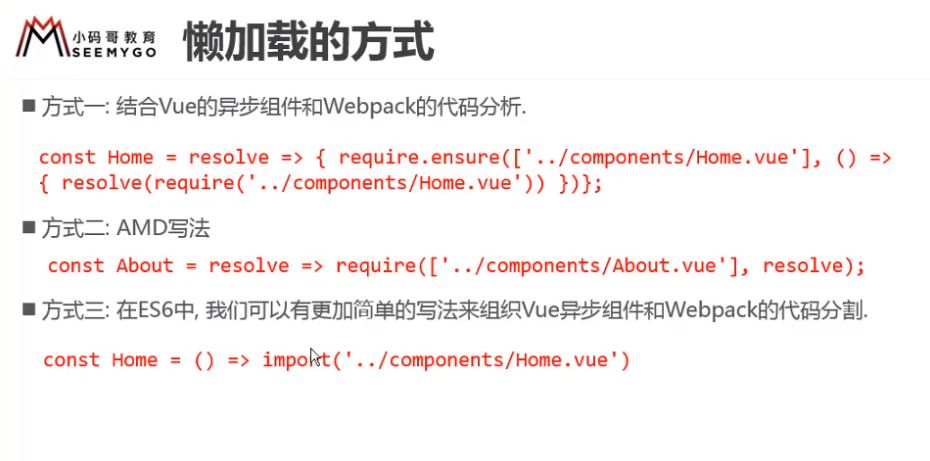 小码哥教育
SEEMYGO
懒加载的方式
方式一: 结合Vue的异步组件和Webpack的代码分析.
const Home = resolve => { require.ensure(['../components/Home.vue'], () =>
{ resolve(require('../components/Home.vue')) })};
方式二: AMD写法
const About = resolve => require(['../components/About.vue'], resolve);
方式三: 在ES6中, 我们可以有更加简单的写法来组织Vue异步组件和Webpack的代码分割.
const Home = () => import('../components/Home.vue')